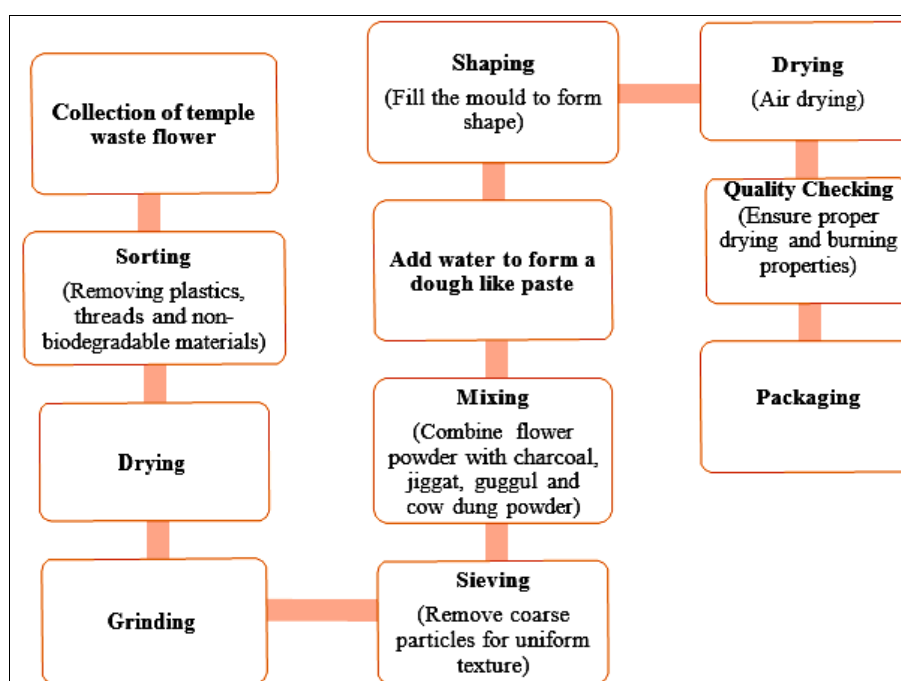 Collection of temple
waste flower
Sorting
(Removing plastics,
threads and non-
biodegradable materials)
Drying
Grinding
Sieving
(Remove coarse
particles for uniform
texture)
Mixing
(Combine flower
powder with charcoal,
jiggat, guggul and
cow dung powder)
Add water to form a
dough like paste
Shaping
(Fill the mould to form
shape)
Drying
(Air drying)
Quality Checking
(Ensure proper
drying and burning
properties)
Packaging